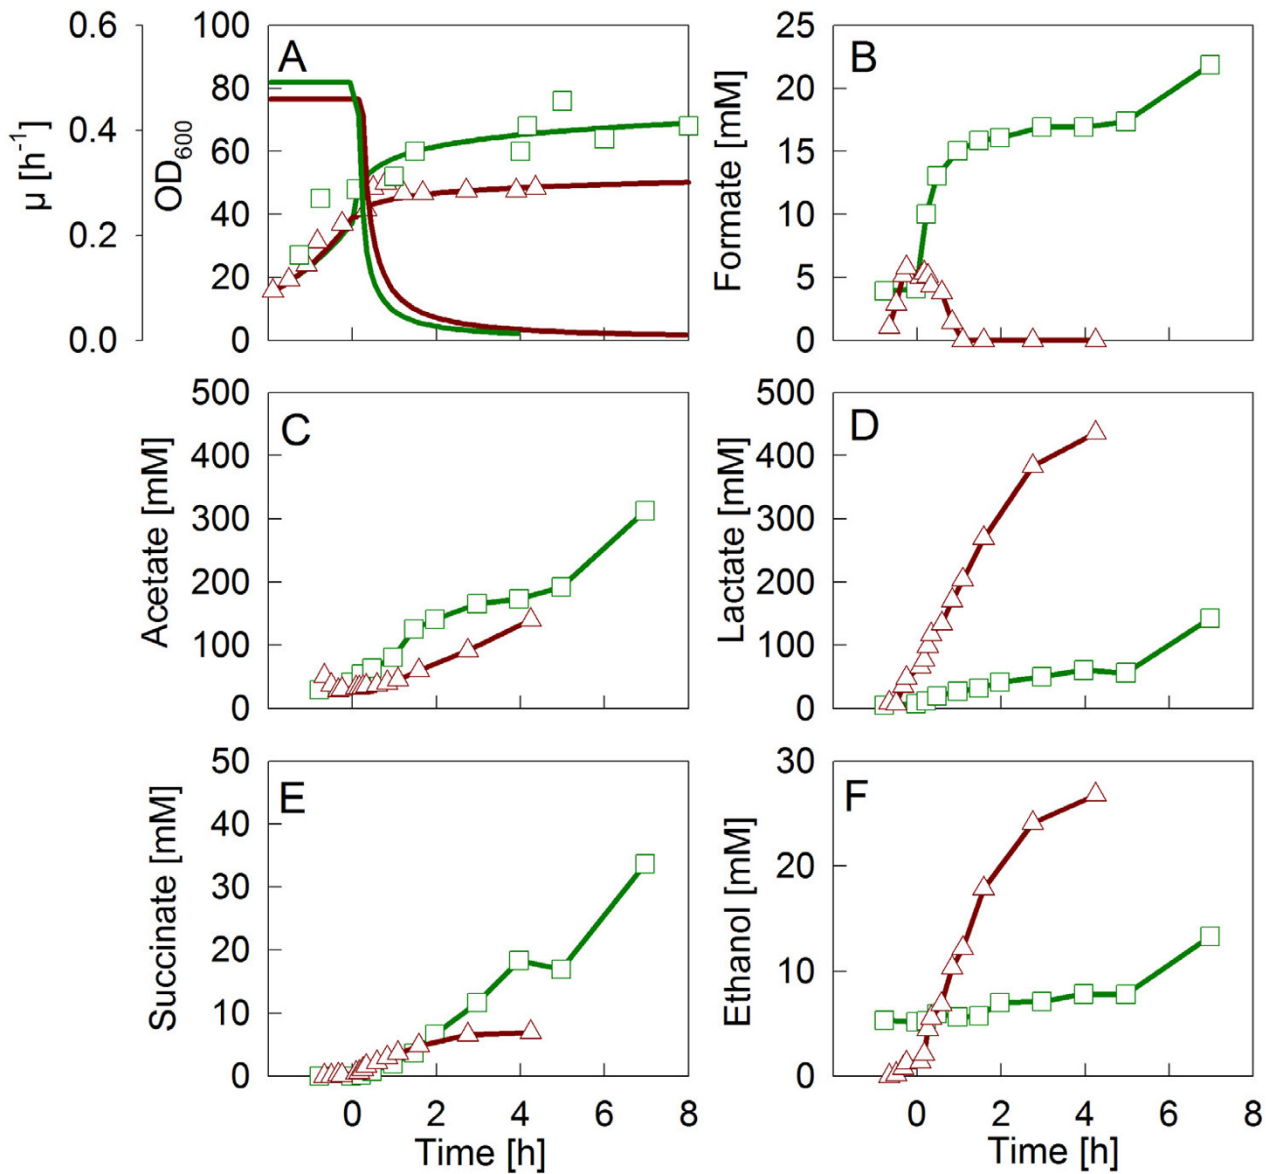 0.6
0.4
0.2
0.0
μ [h-1]
100
80
60
40
20
0
OD600
A
25
20
15
10
5
0
Formate [mM]
B
500
400
300
200
100
0
Acetate [mM]
C
500
400
300
200
100
0
Lactate [mM]
D
50
40
30
20
10
0
Succinate [mM]
E
0 2 4 6 8
Time [h]
30
20
10
0
Ethanol [mM]
F
0 2 4 6 8
Time [h]